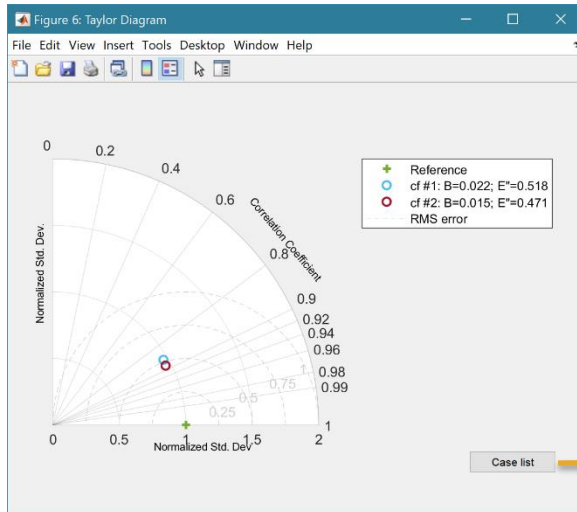 Figure 6: Taylor Diagram
File Edit View Insert Tools Desktop Window Help
0
0.2
0.4
0.6
0.8
0.9
0.92
0.94
0.96
0.98
0.99
1
Correlation Coefficient
Normalized Std. Dev.
1
0.75
0.5
0.25
0 0.5 1 1.5 2
Normalized Std. Dev
Reference
cf #1: B=0.022; E"=0.518
cf #2: B=0.015; E"=0.471
RMS error
Case list